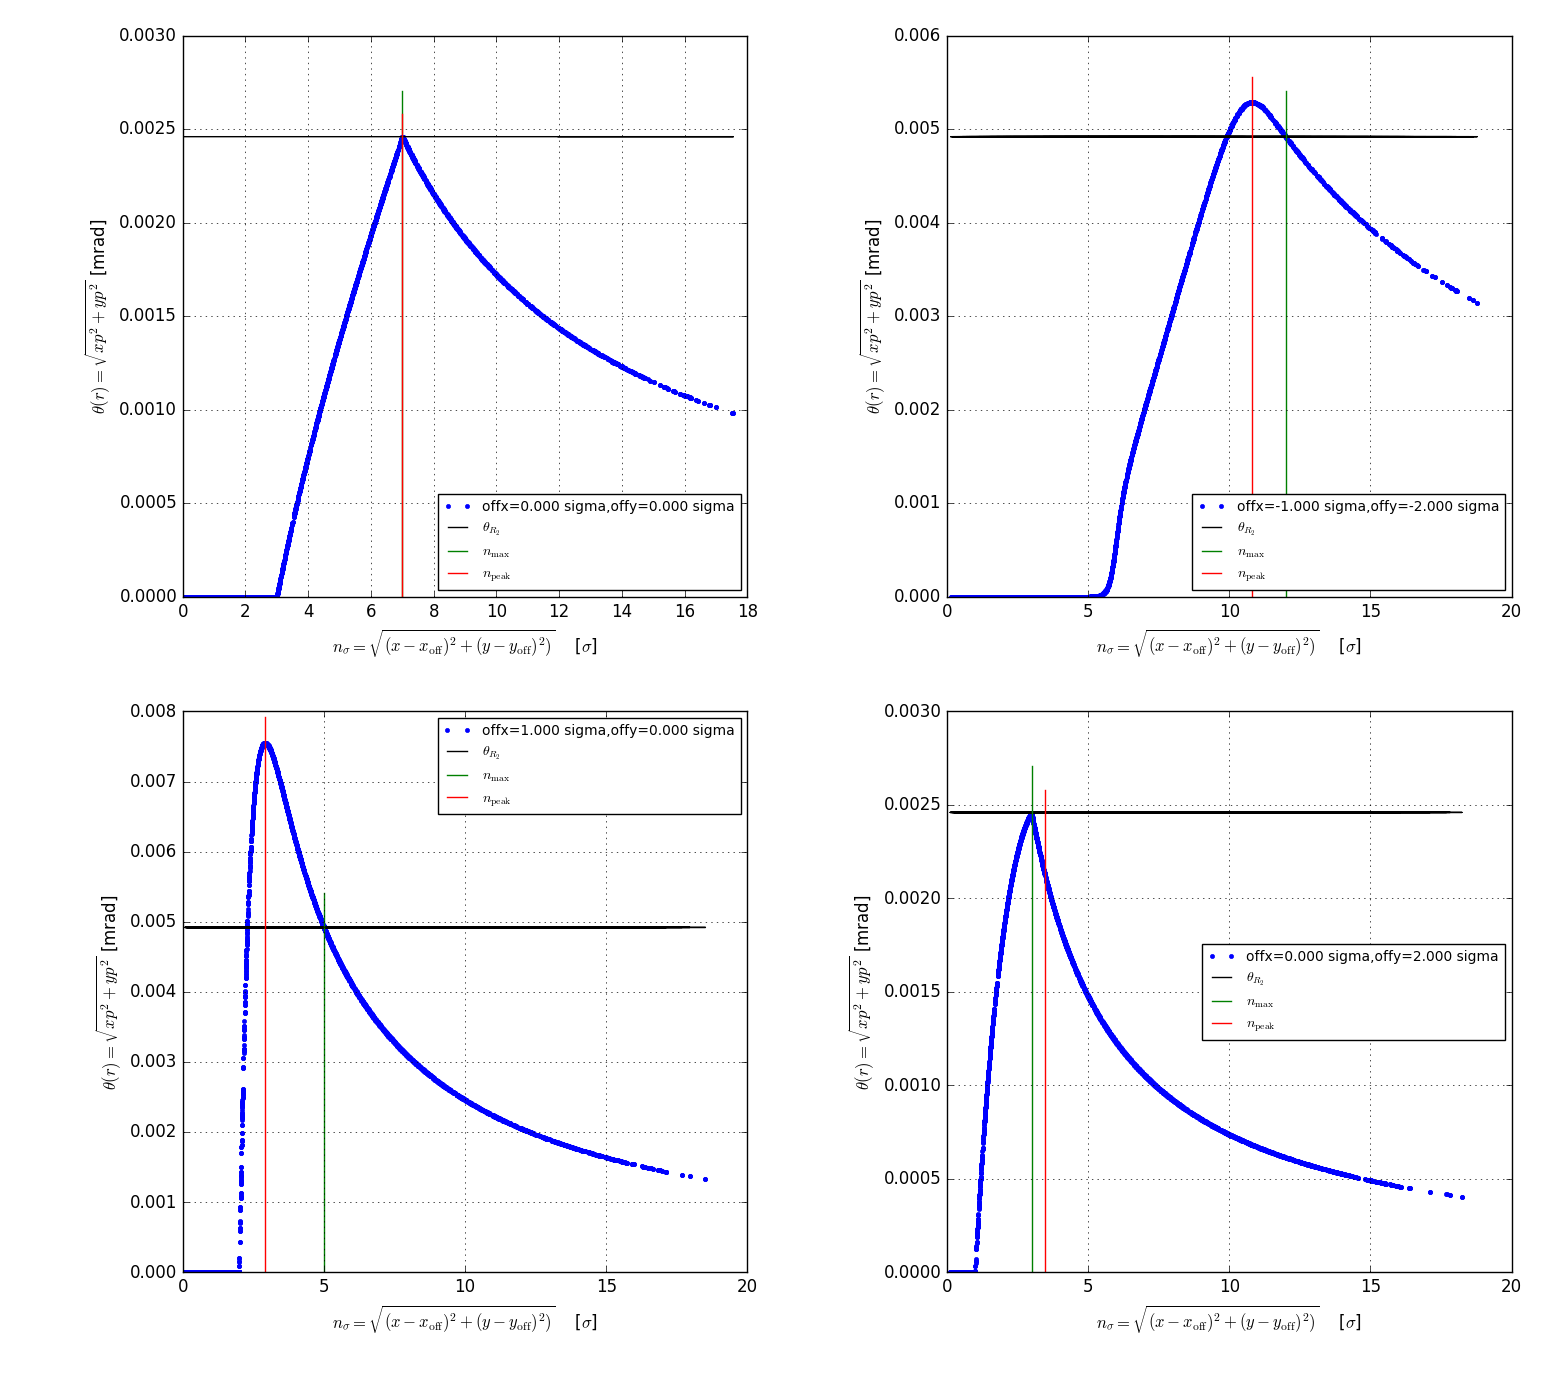 0.0030
0.0025
0.0020
0.0015
0.0010
0.0005
0.0000
θ(r) = √(xp² + yp²) [mrad]
offx=0.000 sigma,offy=0.000 sigma
θ_{R₂}
n_max
n_peak
0 2 4 6 8 10 12 14 16 18
n_σ = √((x − x_off)² + (y − y_off)²) [σ]
0.006
0.005
0.004
0.003
0.002
0.001
0.000
θ(r) = √(xp² + yp²) [mrad]
offx=-1.000 sigma,offy=-2.000 sigma
θ_{R₂}
n_max
n_peak
0 5 10 15 20
n_σ = √((x − x_off)² + (y − y_off)²) [σ]
0.008
0.007
0.006
0.005
0.004
0.003
0.002
0.001
0.000
θ(r) = √(xp² + yp²) [mrad]
offx=1.000 sigma,offy=0.000 sigma
θ_{R₂}
n_max
n_peak
0 5 10 15 20
n_σ = √((x − x_off)² + (y − y_off)²) [σ]
0.0030
0.0025
0.0020
0.0015
0.0010
0.0005
0.0000
θ(r) = √(xp² + yp²) [mrad]
offx=0.000 sigma,offy=2.000 sigma
θ_{R₂}
n_max
n_peak
0 5 10 15 20
n_σ = √((x − x_off)² + (y − y_off)²) [σ]